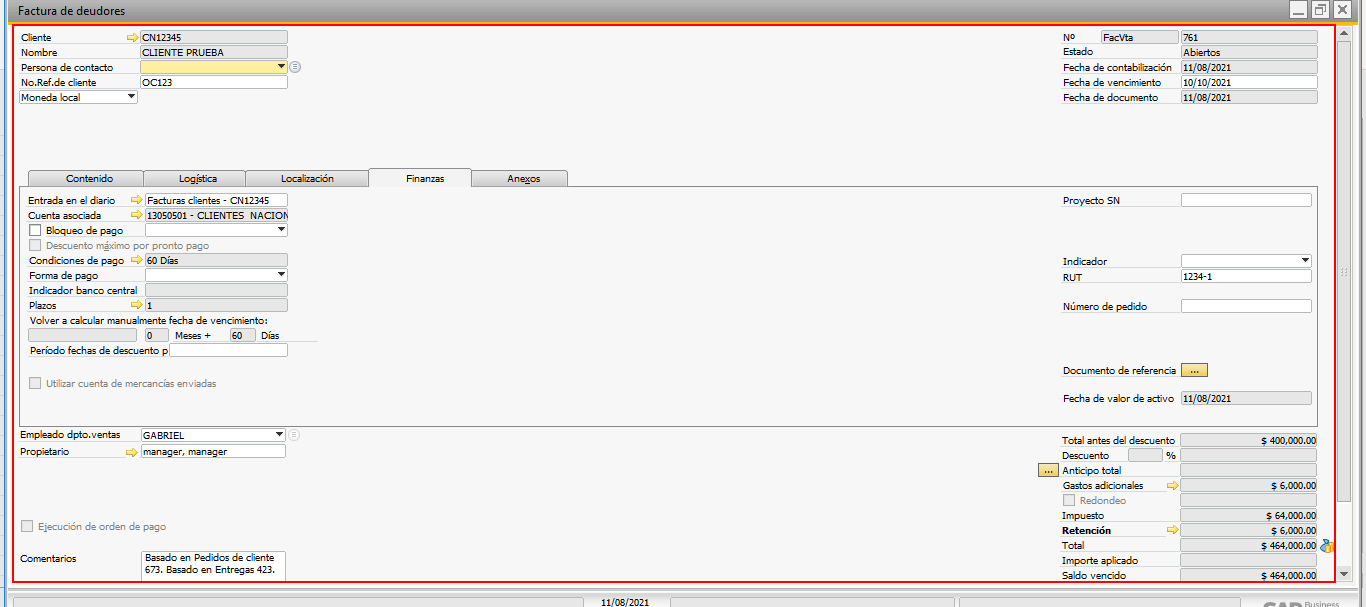 Factura de deudores
Cliente CN12345
Nombre CLIENTE PRUEBA
Persona de contacto
No.Ref.de cliente OC123
Moneda local
Nº FacVta 761
Estado Abiertos
Fecha de contabilización 11/08/2021
Fecha de vencimiento 10/10/2021
Fecha de documento 11/08/2021
Contenido Logística Localización Finanzas Anexos
Entrada en el diario Facturas clientes - CN12345
Cuenta asociada 13050501 - CLIENTES NACION
Bloqueo de pago
Descuento máximo por pronto pago
Condiciones de pago 60 Días
Forma de pago
Indicador banco central
Plazos 1
Volver a calcular manualmente fecha de vencimiento:
0 Meses + 60 Días
Período fechas de descuento p
Utilizar cuenta de mercancías enviadas
Proyecto SN
Indicador
RUT 1234-1
Número de pedido
Documento de referencia ...
Fecha de valor de activo 11/08/2021
Empleado dpto.ventas GABRIEL
Propietario manager, manager
Ejecución de orden de pago
Comentarios Basado en Pedidos de cliente
673. Basado en Entregas 423.
Total antes del descuento $ 400,000.00
Descuento %
... Anticipo total
Gastos adicionales $ 6,000.00
Redondeo
Impuesto $ 64,000.00
Retención $ 6,000.00
Total $ 464,000.00
Importe aplicado
Saldo vencido $ 464,000.00
11/08/2021
SAP Business